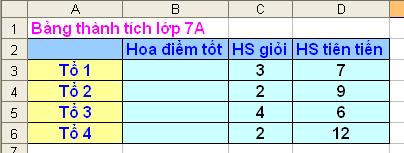 A B C D
1 Bảng thành tích lớp 7A
2 Hoa điểm tốt HS giỏi HS tiên tiến
3 Tổ 1 3 7
4 Tổ 2 2 9
5 Tổ 3 4 6
6 Tổ 4 2 12